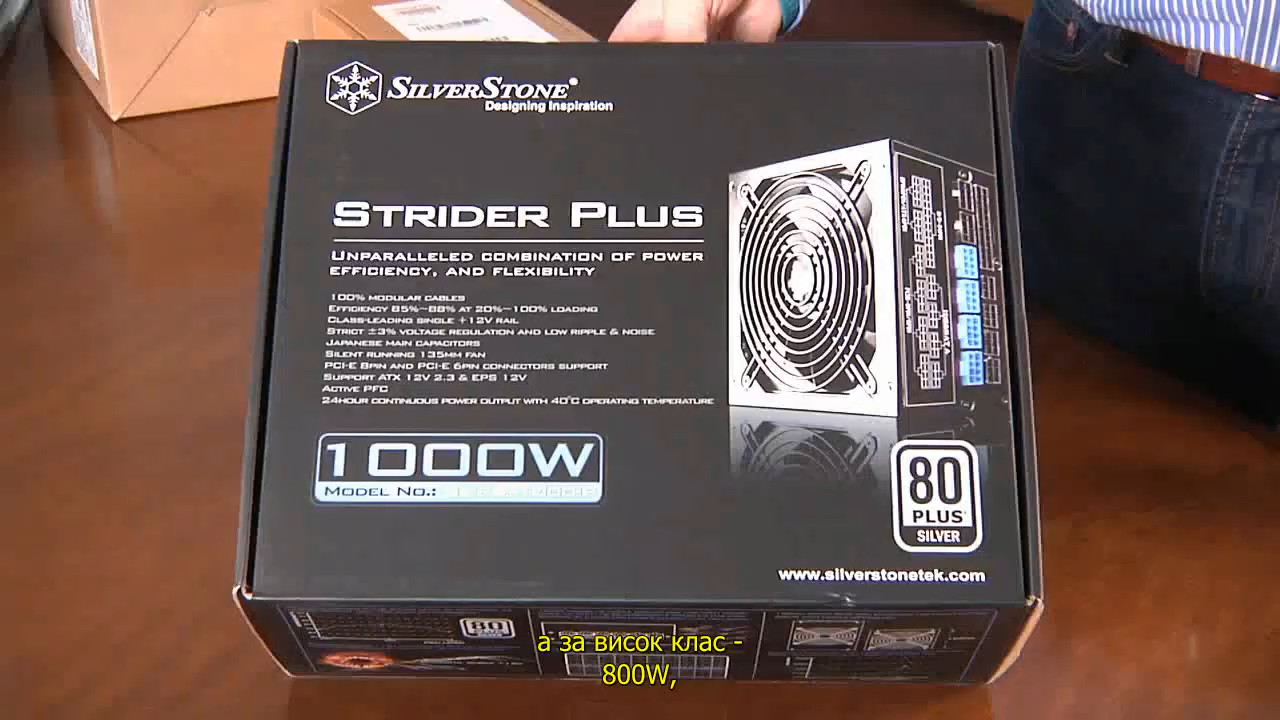 SILVERSTONE®
Designing Inspiration
STRIDER PLUS
UNPARALLELED COMBINATION OF POWER
EFFICIENCY, AND FLEXIBILITY
100% MODULAR CABLES
EFFICIENCY 85%~88% AT 20%~100% LOADING
CLASS-LEADING SINGLE +12V RAIL
STRICT ±3% VOLTAGE REGULATION AND LOW RIPPLE & NOISE
JAPANESE MAIN CAPACITORS
SILENT RUNNING 135MM FAN
PCI-E 8PIN AND PCI-E 6PIN CONNECTORS SUPPORT
SUPPORT ATX 12V 2.3 & EPS 12V
ACTIVE PFC
24HOUR CONTINUOUS POWER OUTPUT WITH 40°C OPERATING TEMPERATURE
1000W
MODEL NO.:
80
PLUS
SILVER
www.silverstonetek.com
80
PLUS
а за висок клас -
800W,